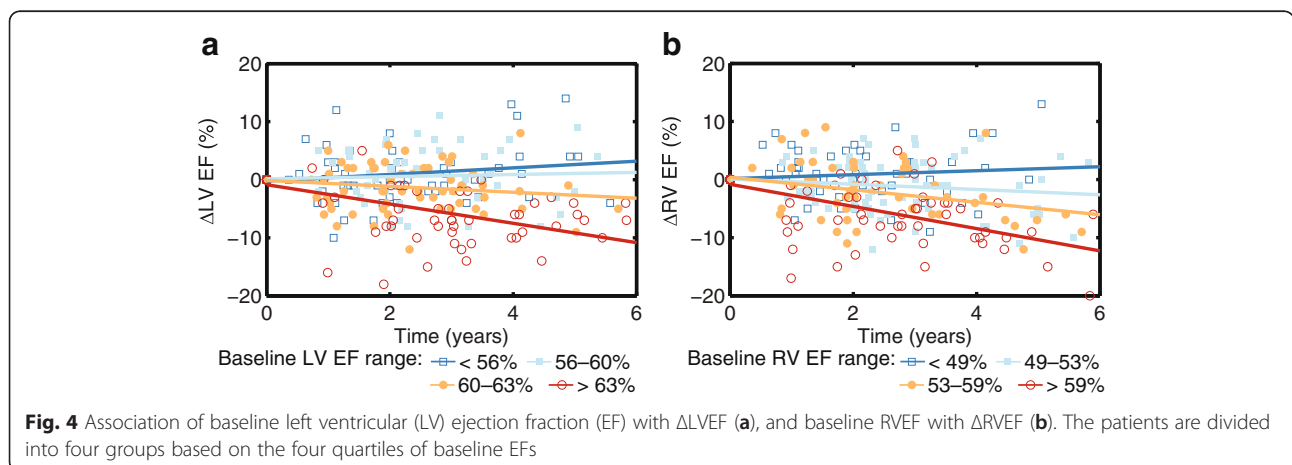 a
b
20
10
0
−10
−20
ΔLV EF (%)
0 2 4 6
Time (years)
20
10
0
−10
−20
ΔRV EF (%)
0 2 4 6
Time (years)
Baseline LV EF range: < 56% 56–60%
60–63% > 63%
Baseline RV EF range: < 49% 49–53%
53–59% > 59%
Fig. 4 Association of baseline left ventricular (LV) ejection fraction (EF) with ΔLVEF (a), and baseline RVEF with ΔRVEF (b). The patients are divided
into four groups based on the four quartiles of baseline EFs